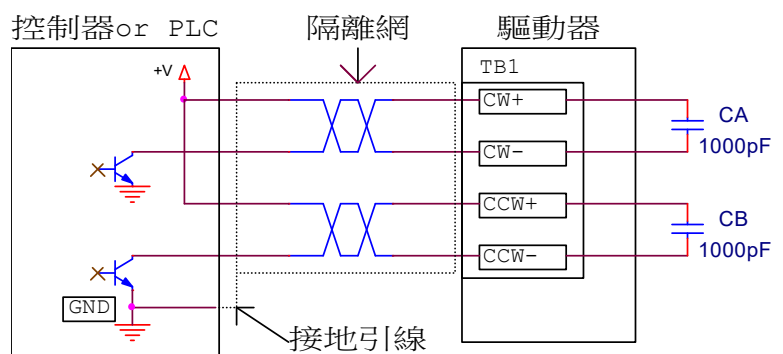 控制器or PLC
隔離網
驅動器
+V
TB1
CW+
CA
1000pF
CW-
CCW+
CB
1000pF
CCW-
GND
接地引線